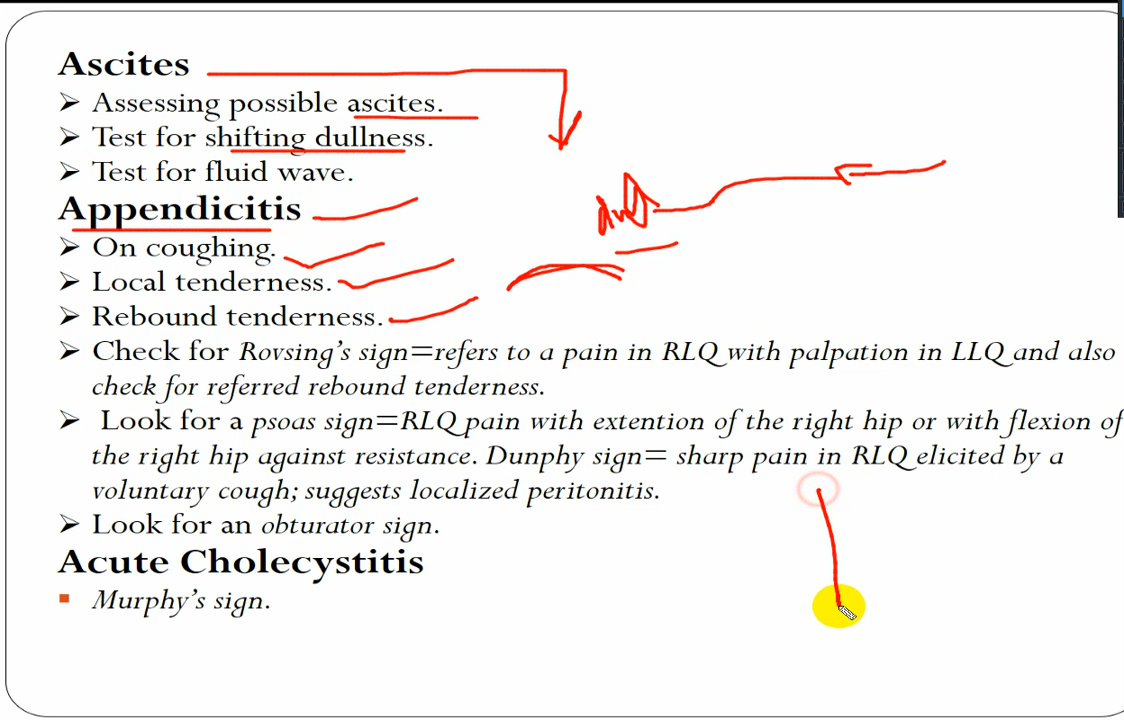 Ascites
➤ Assessing possible ascites.
➤ Test for shifting dullness.
➤ Test for fluid wave.
Appendicitis
➤ On coughing.
➤ Local tenderness.
➤ Rebound tenderness.
➤ Check for Rovsing's sign=refers to a pain in RLQ with palpation in LLQ and also
check for referred rebound tenderness.
➤ Look for a psoas sign=RLQ pain with extention of the right hip or with flexion of
the right hip against resistance. Dunphy sign= sharp pain in RLQ elicited by a
voluntary cough; suggests localized peritonitis.
➤ Look for an obturator sign.
Acute Cholecystitis
▪ Murphy's sign.